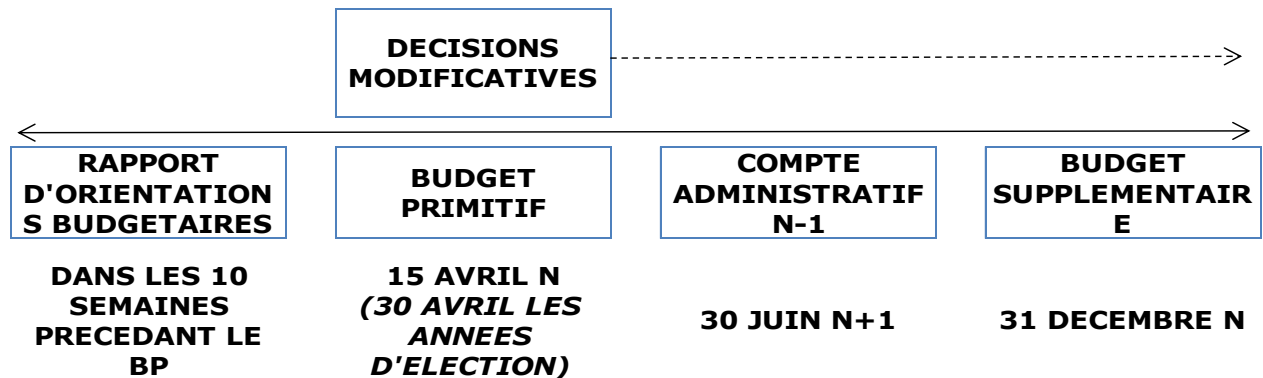 DECISIONS
MODIFICATIVES
RAPPORT
D'ORIENTATION
S BUDGETAIRES
BUDGET
PRIMITIF
COMPTE
ADMINISTRATIF
N-1
BUDGET
SUPPLEMENTAIR
E
DANS LES 10
SEMAINES
PRECEDANT LE
BP
15 AVRIL N
(30 AVRIL LES
ANNEES
D'ELECTION)
30 JUIN N+1
31 DECEMBRE N